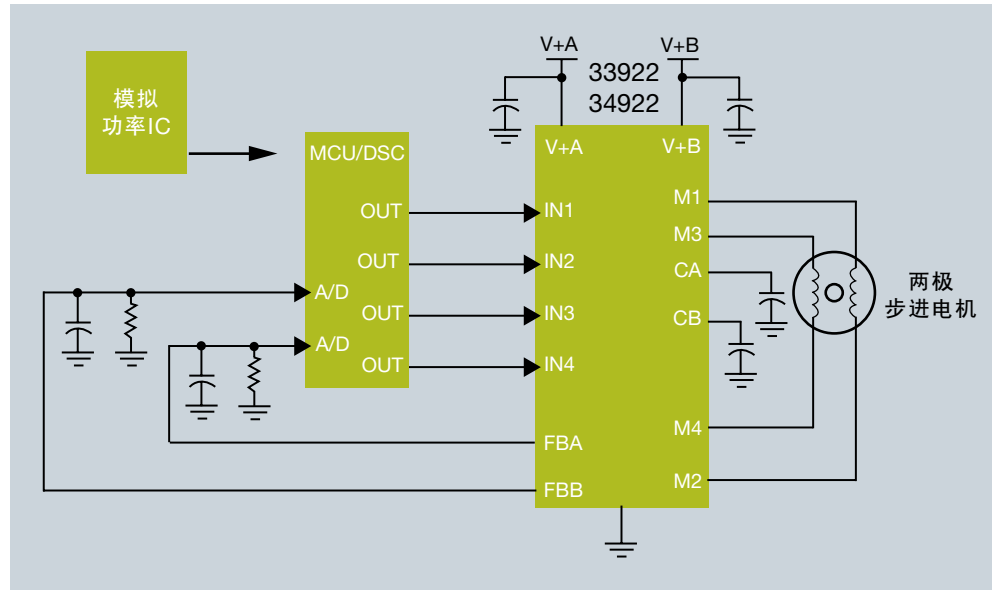 V+A
V+B
33922
34922
模拟
功率IC
MCU/DSC
V+A
V+B
OUT
IN1
M1
M3
OUT
IN2
CA
A/D
OUT
IN3
CB
A/D
OUT
IN4
两极
步进电机
FBA
M4
FBB
M2